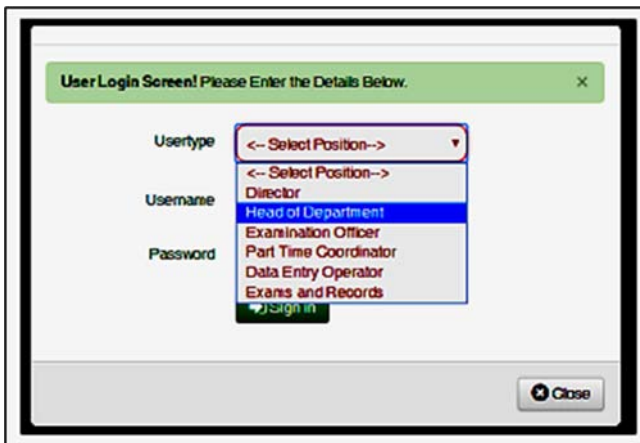 User Login Screen! Please Enter the Details Below. ×
Usertype <-- Select Position--> ▼
<-- Select Position-->
Director
Username
Head of Department
Examination Officer
Password Part Time Coordinator
Data Entry Operator
Exams and Records
Sign in
Close